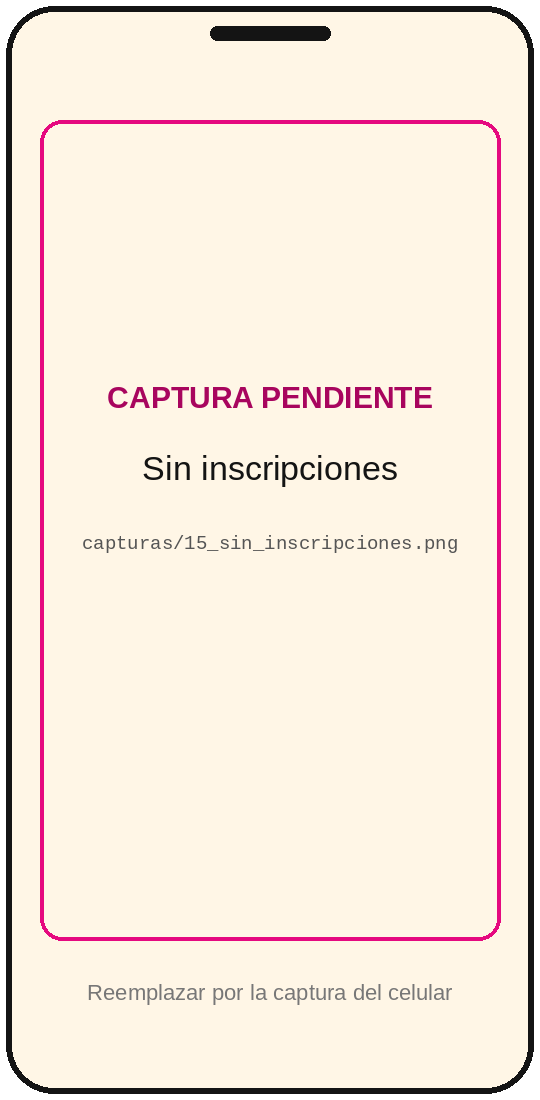 CAPTURA PENDIENTE
Sin inscripciones
capturas/15_sin_inscripciones.png
Reemplazar por la captura del celular